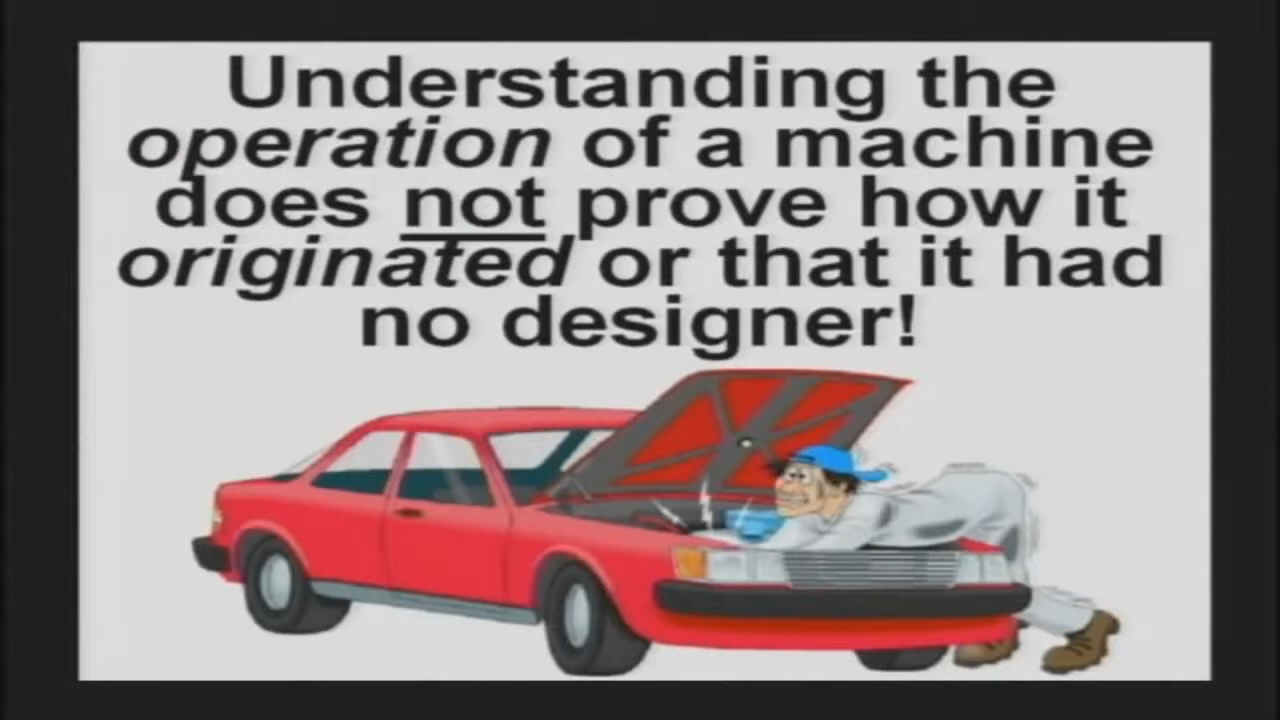 Understanding the
operation of a machine
does not prove how it
originated or that it had
no designer!